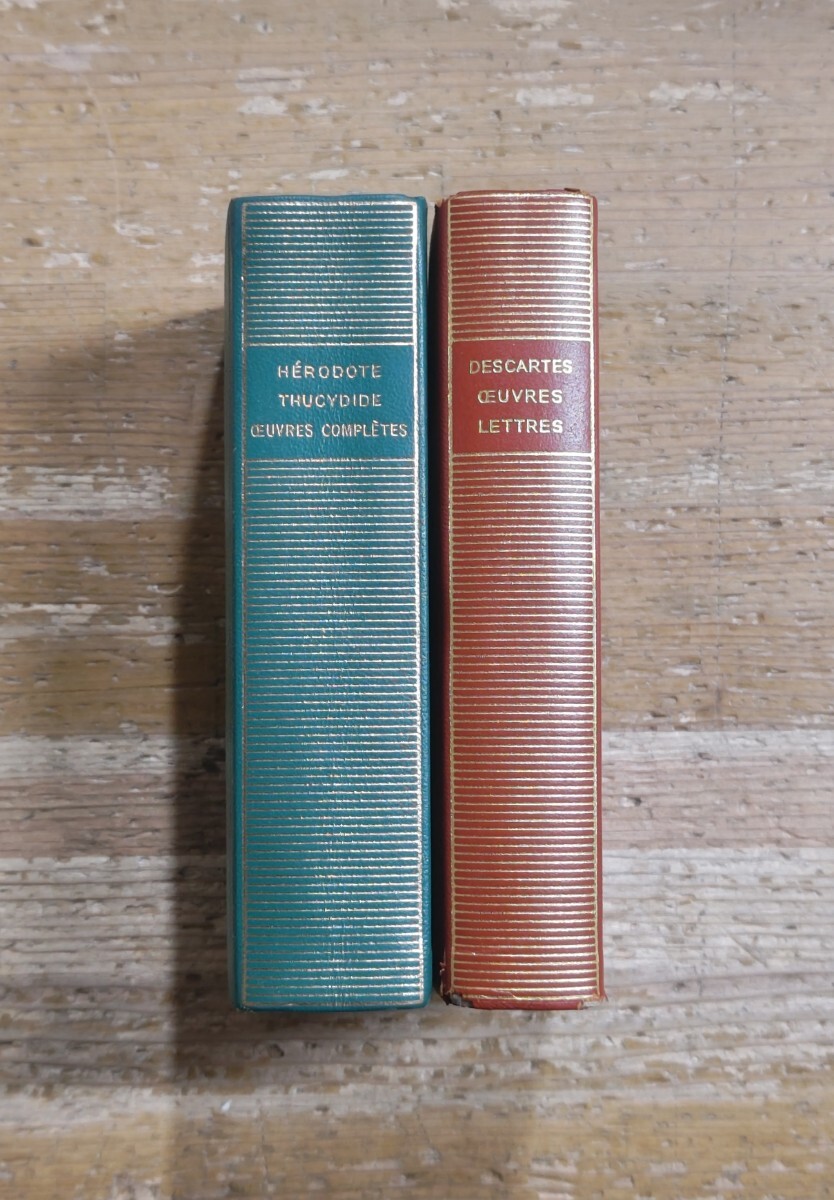 HÉRODOTE
THUCYDIDE
ŒUVRES COMPLÈTES
DESCARTES
ŒUVRES
LETTRES